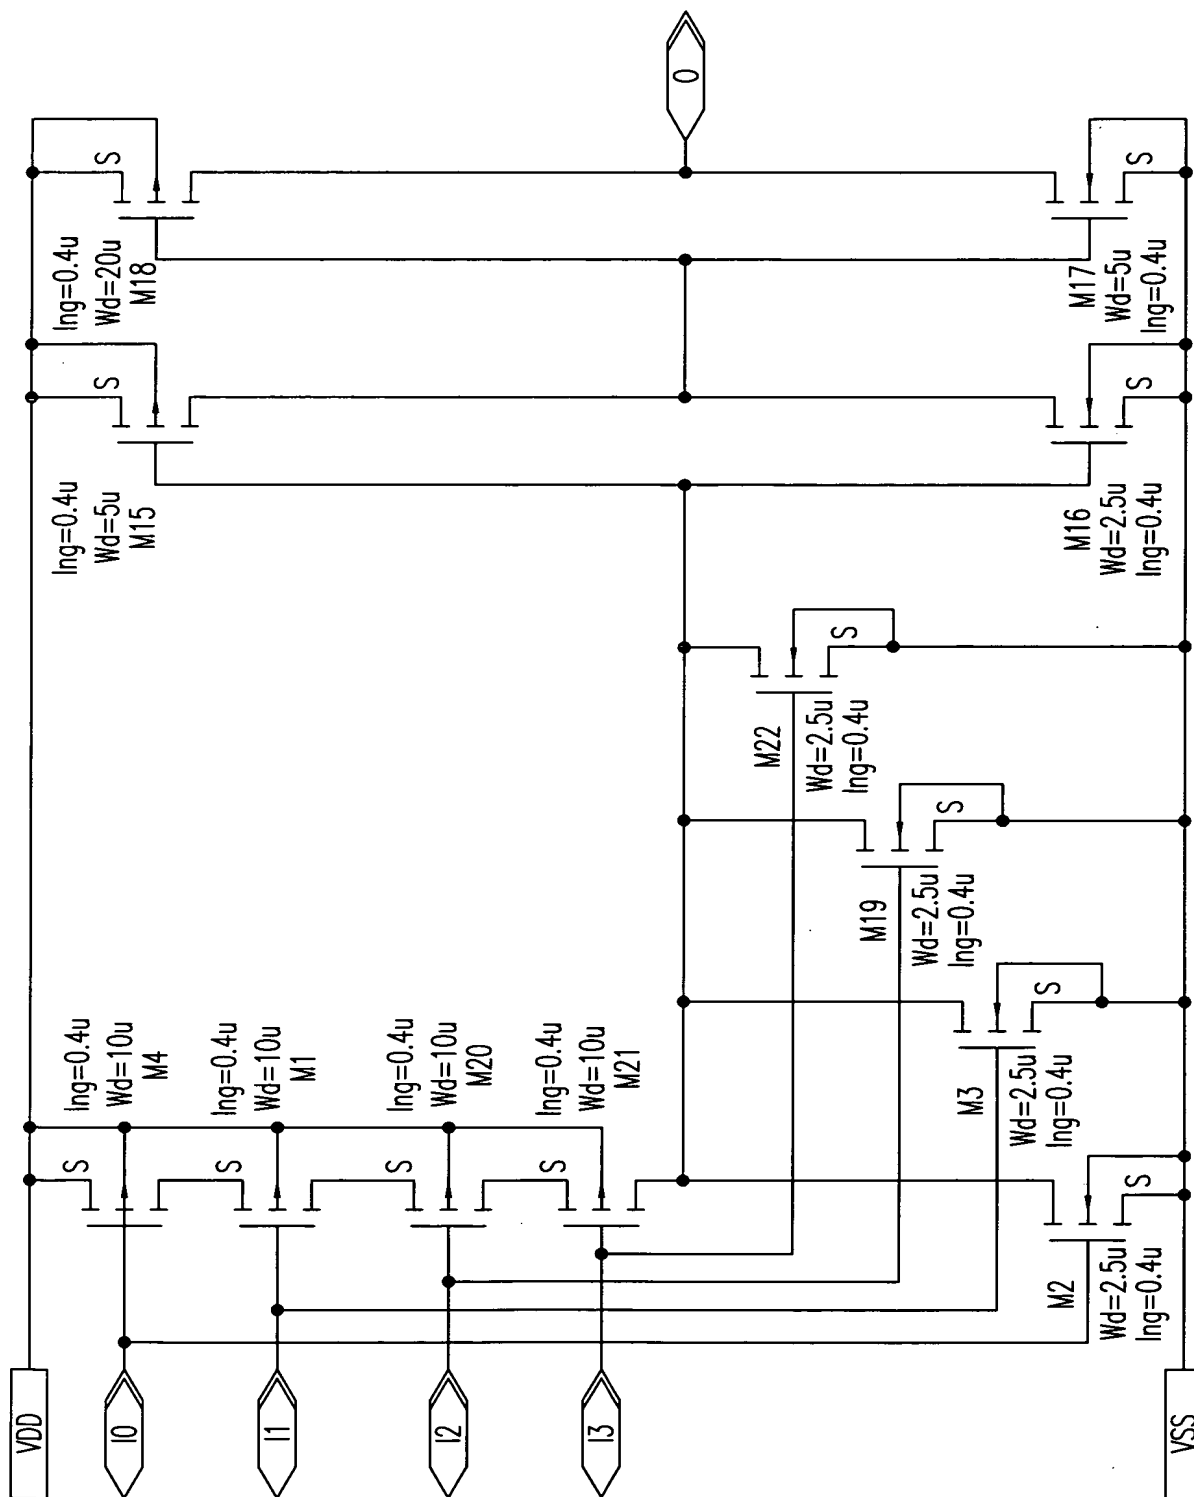 VDD
I0
I1
I2
I3
VSS
lng=0.4u
Wd=10u
M4
S
lng=0.4u
Wd=10u
M1
S
lng=0.4u
Wd=10u
M20
S
lng=0.4u
Wd=10u
M21
S
M2
Wd=2.5u
lng=0.4u
S
M3
Wd=2.5u
lng=0.4u
S
M19
Wd=2.5u
lng=0.4u
S
M22
Wd=2.5u
lng=0.4u
S
lng=0.4u
Wd=5u
M15
S
M16
Wd=2.5u
lng=0.4u
S
lng=0.4u
Wd=20u
M18
S
M17
Wd=5u
lng=0.4u
S
O